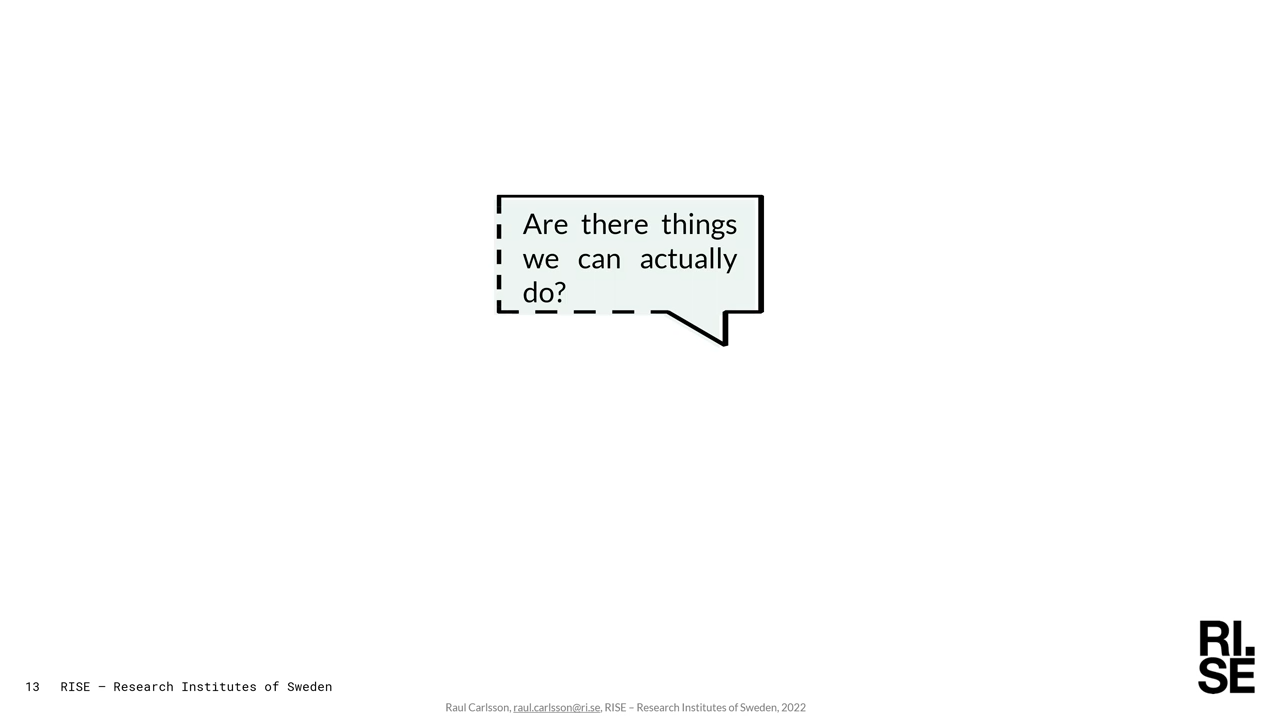 Are there things
we can actually
do?
RI.
SE
13 RISE — Research Institutes of Sweden
Raul Carlsson, raul.carlsson@ri.se, RISE – Research Institutes of Sweden, 2022